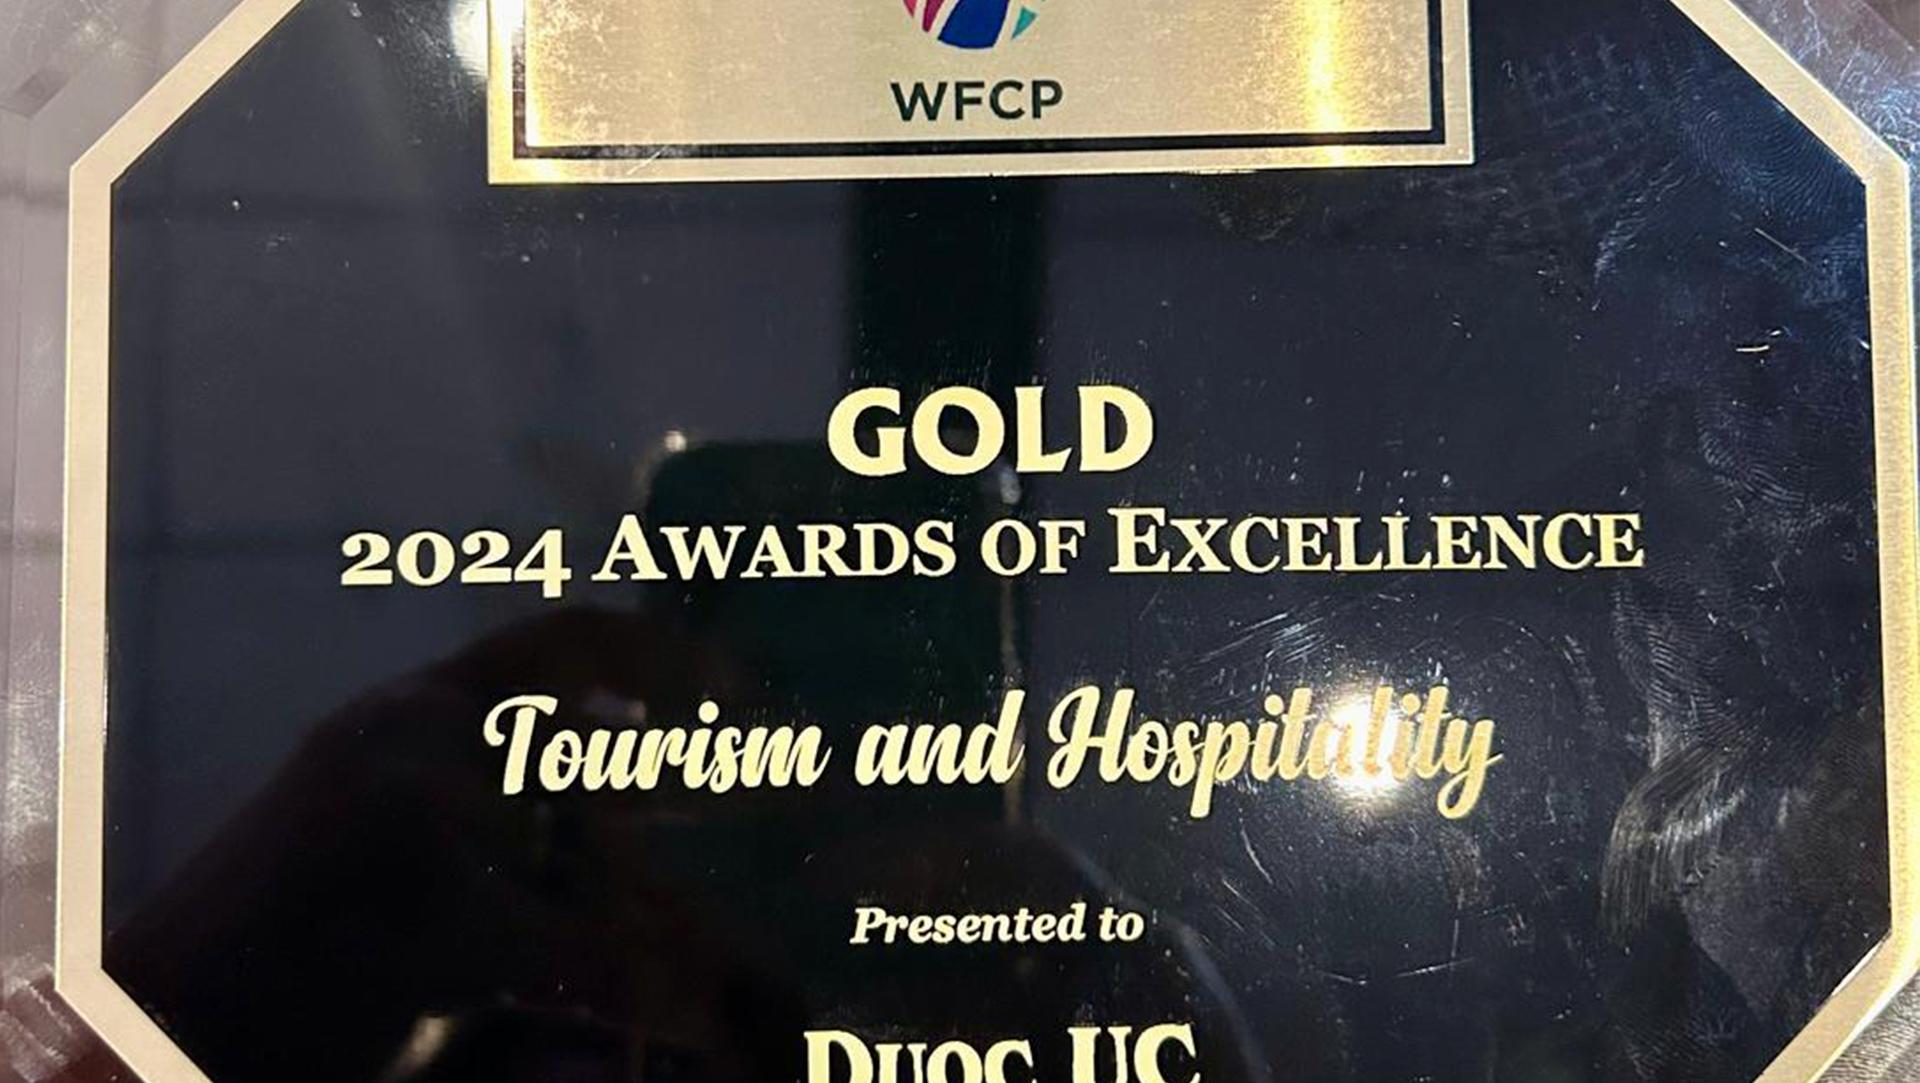 WFCP
GOLD
2024 AWARDS OF EXCELLENCE
Tourism and Hospitality
Presented to
DUOC UC